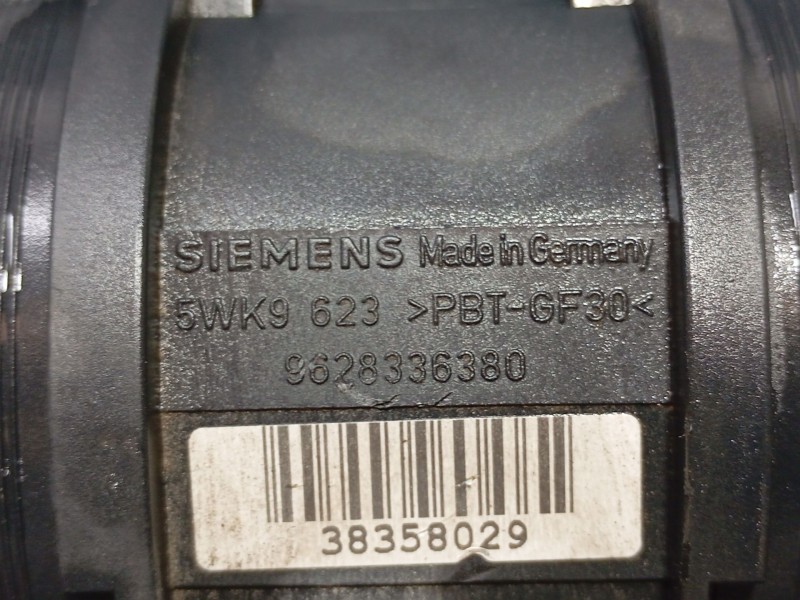 SIEMENS Made in Germany
5WK9 623 >PBT-GF30<
9628336380
38358029